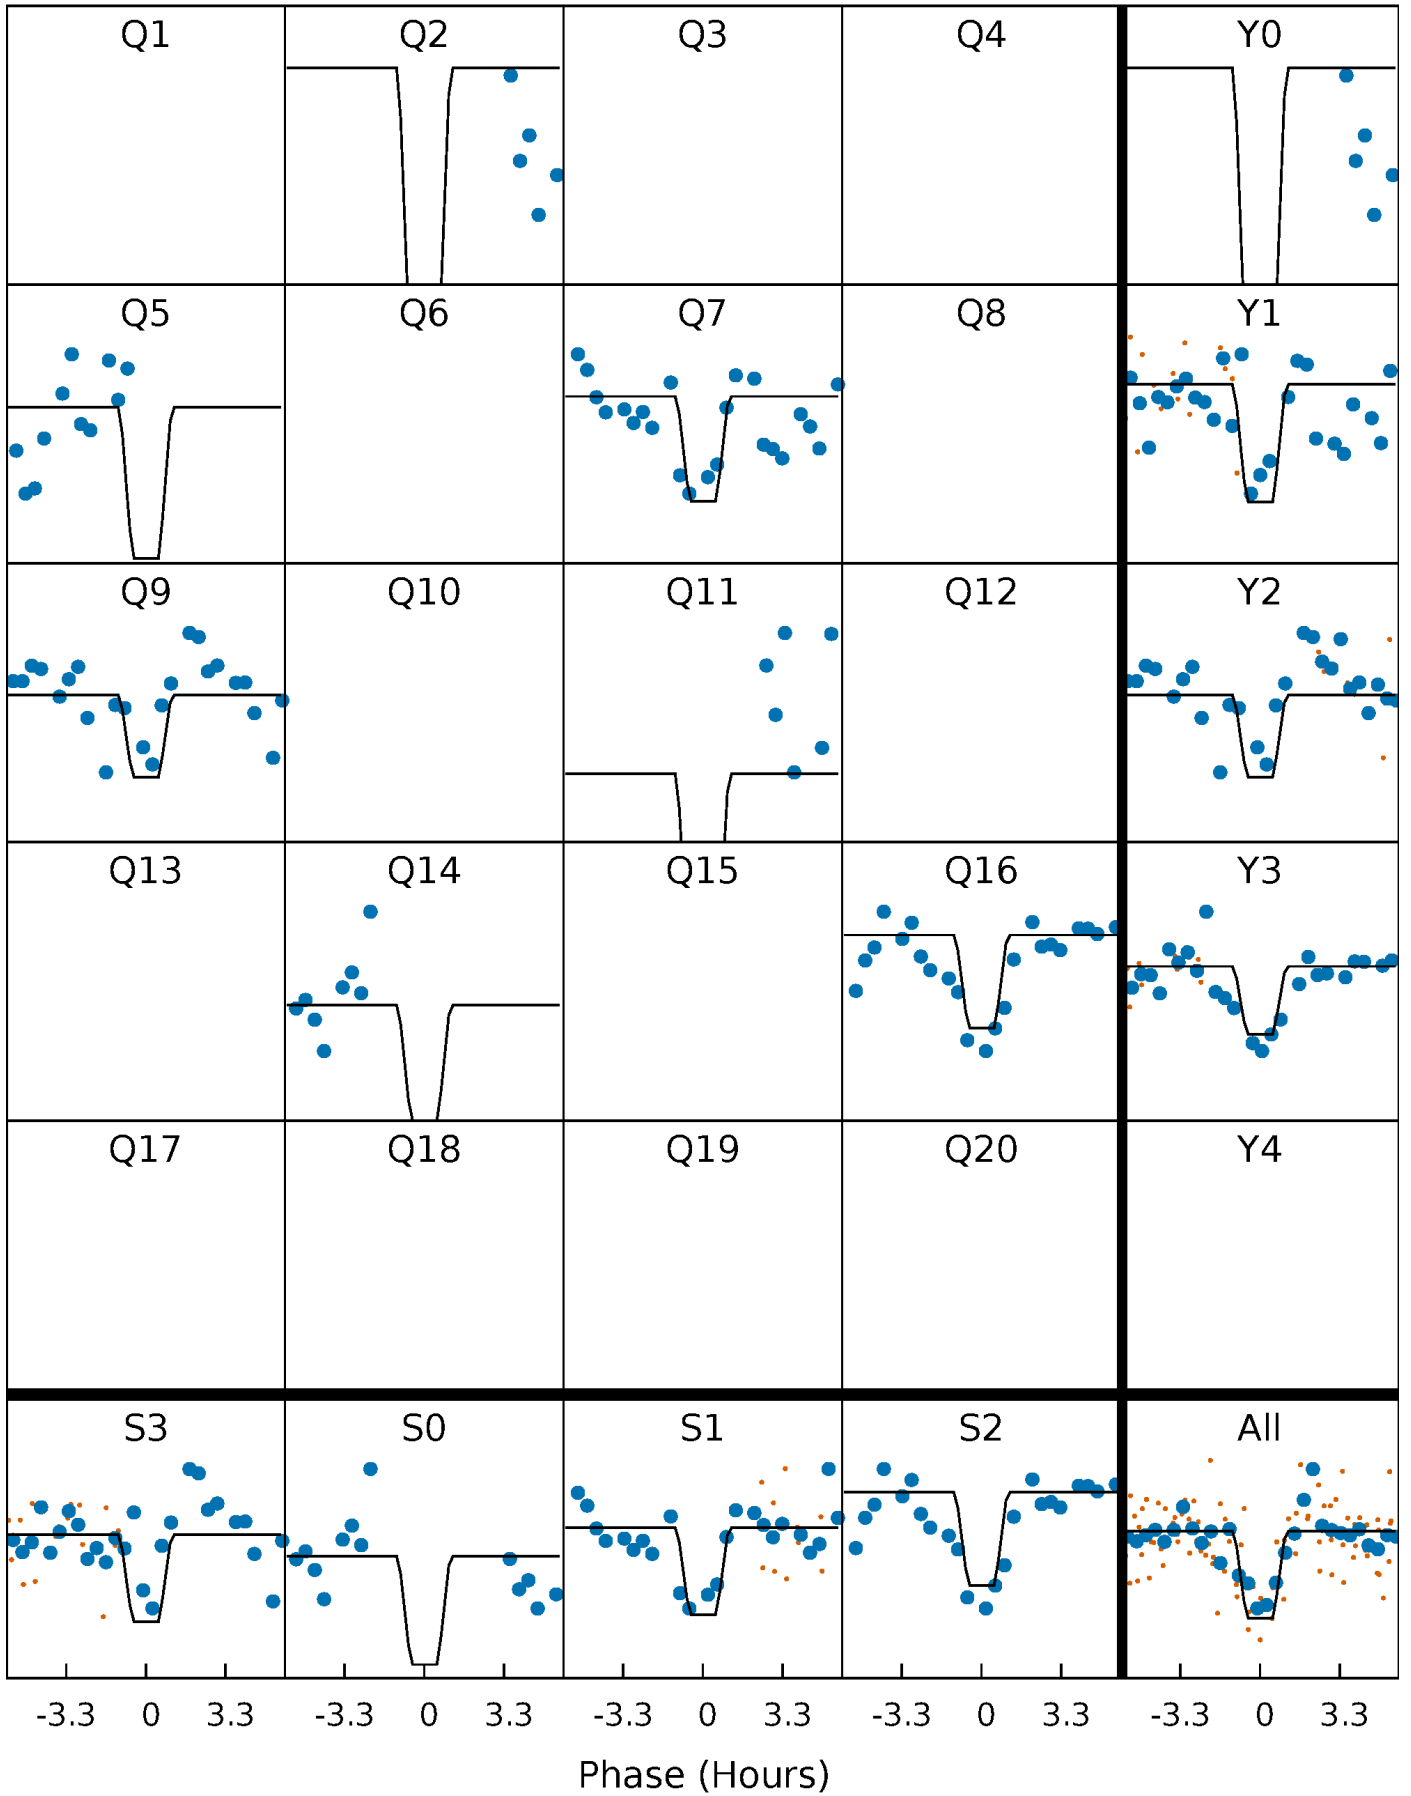 Q1 Q2 Q3 Q4 Y0
Q5 Q6 Q7 Q8 Y1
Q9 Q10 Q11 Q12 Y2
Q13 Q14 Q15 Q16 Y3
Q17 Q18 Q19 Q20 Y4
S3 S0 S1 S2 All
-3.3 0 3.3 -3.3 0 3.3 -3.3 0 3.3 -3.3 0 3.3 -3.3 0 3.3
Phase (Hours)